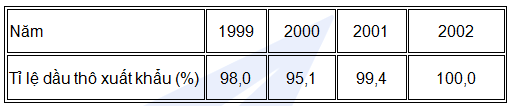 Năm 1999 2000 2001 2002
Tỉ lệ dầu thô xuất khẩu (%) 98,0 95,1 99,4 100,0